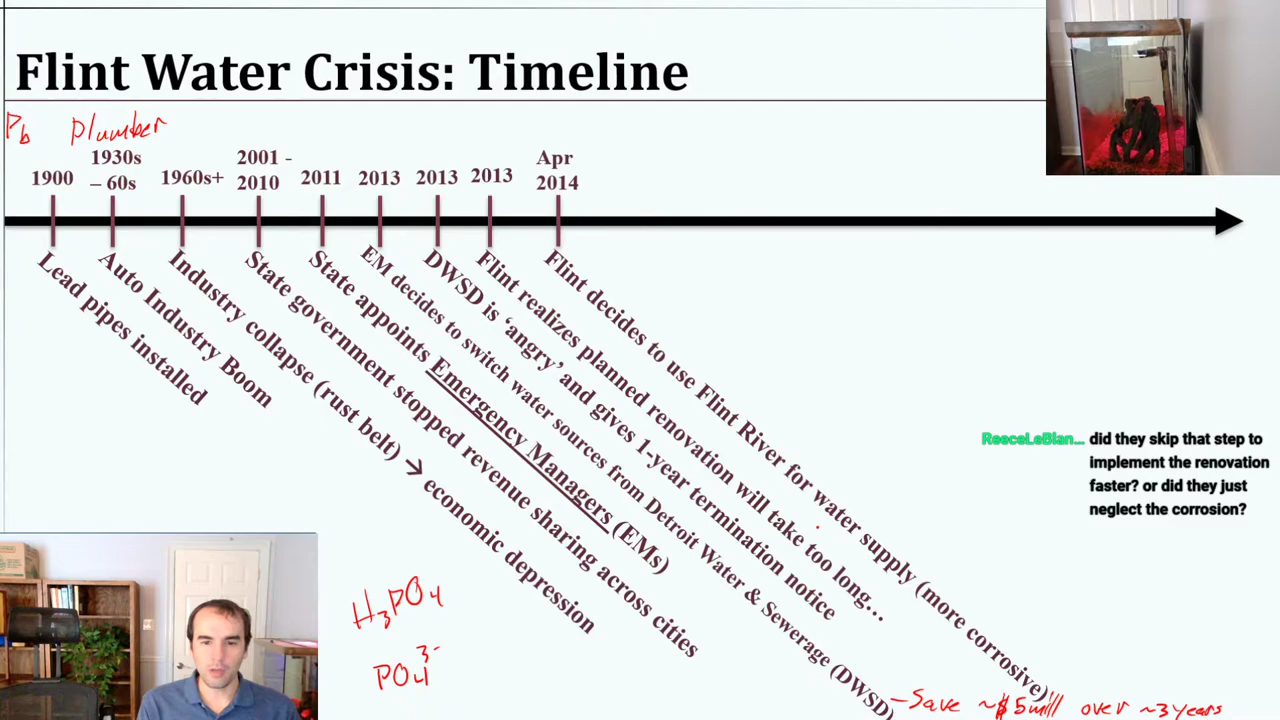 Flint Water Crisis: Timeline
Pb plumber
1900
1930s
– 60s
1960s+
2001 -
2010
2011
2013
2013
2013
Apr
2014
Lead pipes installed
Auto Industry Boom
Industry collapse (rust belt) → economic depression
State government stopped revenue sharing across cities
State appoints Emergency Managers (EMs)
EM decides to switch water sources from Detroit Water & Sewerage (DWSD)
DWSD is ‘angry’ and gives 1-year termination notice
Flint realizes planned renovation will take too long…
Flint decides to use Flint River for water supply (more corrosive)
ReeceLeBlan... did they skip that step to
implement the renovation
faster? or did they just
neglect the corrosion?
H3PO4
PO4 3-
- Save ~$5mill over ~3years